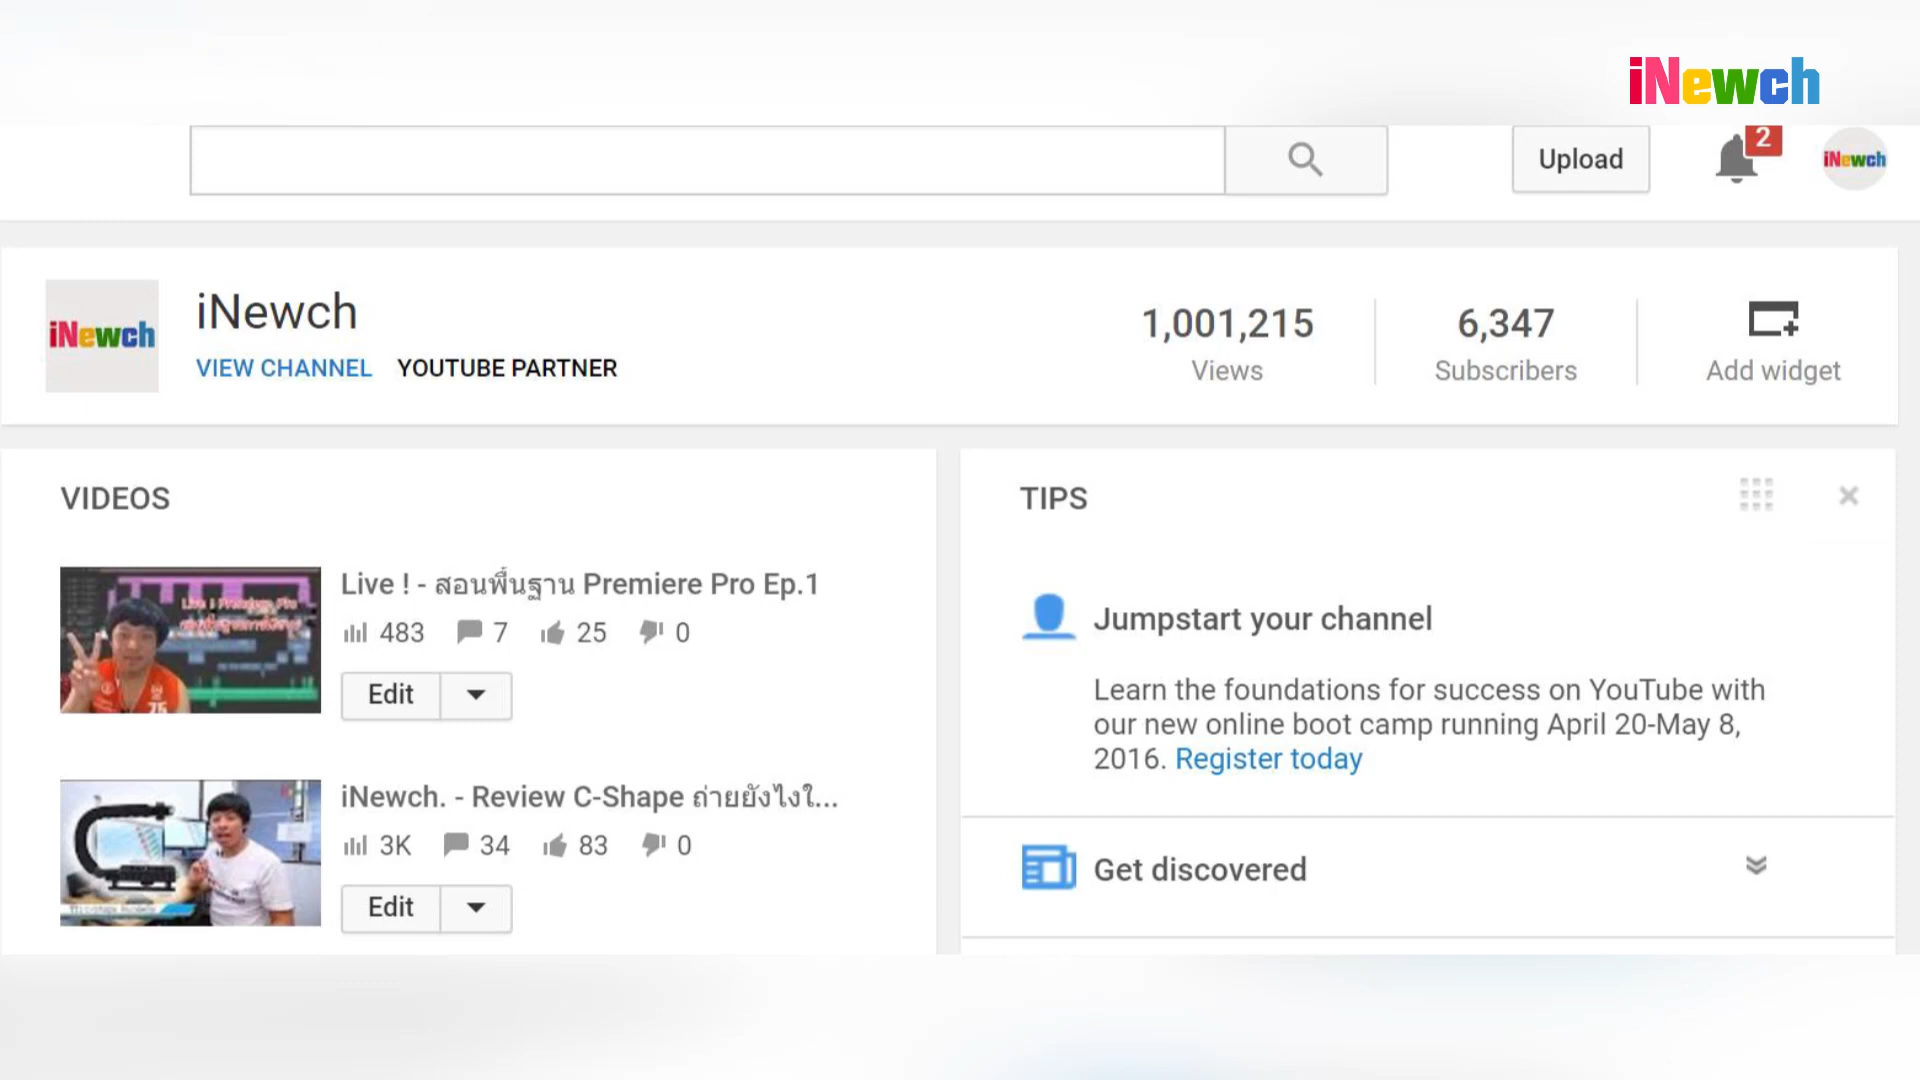 iNewch
Upload
2
iNewch
iNewch
iNewch
VIEW CHANNEL YOUTUBE PARTNER
1,001,215
Views
6,347
Subscribers
Add widget
VIDEOS
Live ! - สอนพื้นฐาน Premiere Pro Ep.1
483 7 25 0
Edit
iNewch. - Review C-Shape ถ่ายยังไงใ...
3K 34 83 0
Edit
TIPS
Jumpstart your channel
Learn the foundations for success on YouTube with
our new online boot camp running April 20-May 8,
2016. Register today
Get discovered